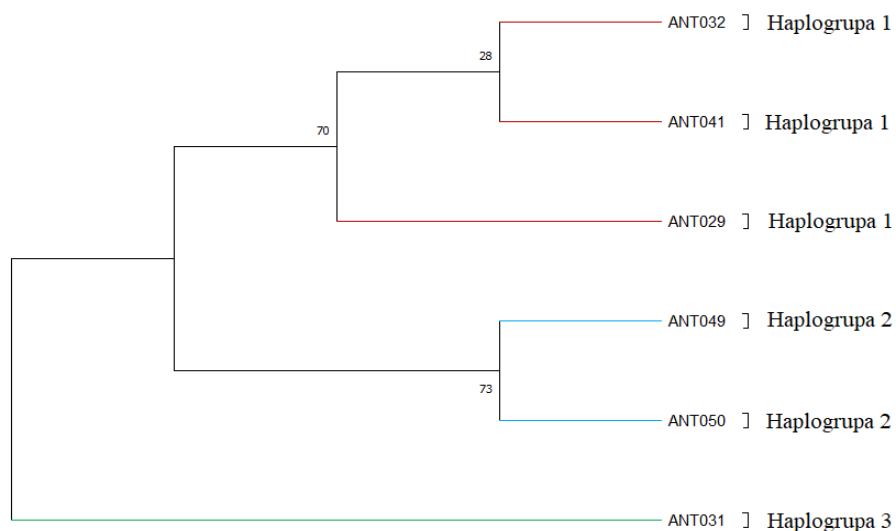 ANT032 ] Haplogrupa 1
28
ANT041 ] Haplogrupa 1
70
ANT029 ] Haplogrupa 1
ANT049 ] Haplogrupa 2
73
ANT050 ] Haplogrupa 2
ANT031 ] Haplogrupa 3